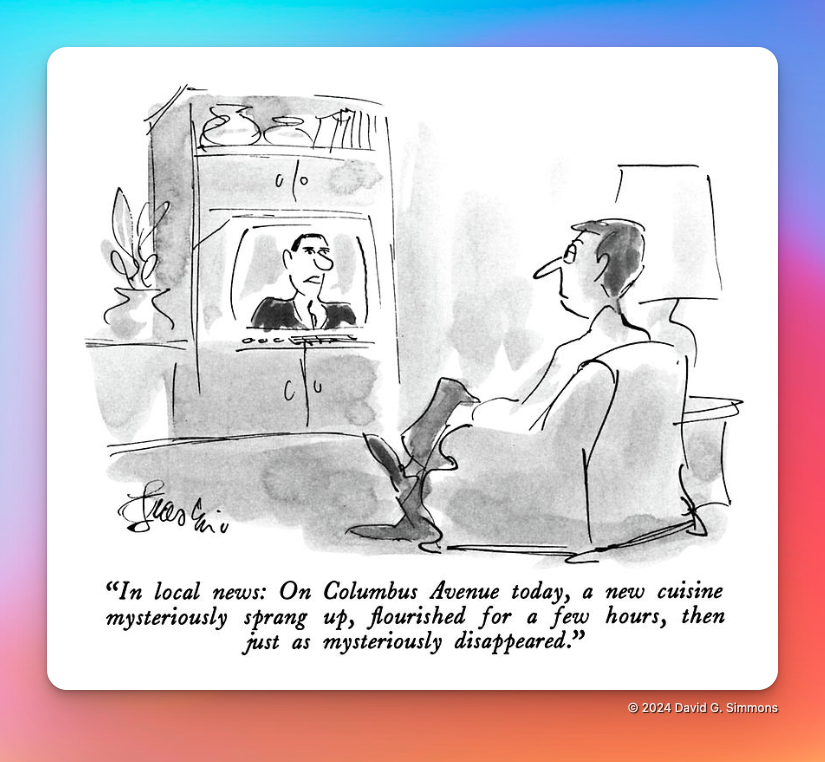 “In local news: On Columbus Avenue today, a new cuisine
mysteriously sprang up, flourished for a few hours, then
just as mysteriously disappeared.”
© 2024 David G. Simmons